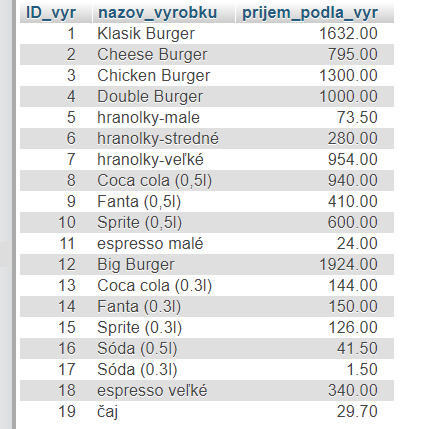 ID_vyr nazov_vyrobku prijem_podla_vyr
1 Klasik Burger 1632.00
2 Cheese Burger 795.00
3 Chicken Burger 1300.00
4 Double Burger 1000.00
5 hranolky-male 73.50
6 hranolky-stredné 280.00
7 hranolky-veľké 954.00
8 Coca cola (0,5l) 940.00
9 Fanta (0,5l) 410.00
10 Sprite (0,5l) 600.00
11 espresso malé 24.00
12 Big Burger 1924.00
13 Coca cola (0.3l) 144.00
14 Fanta (0.3l) 150.00
15 Sprite (0.3l) 126.00
16 Sóda (0.5l) 41.50
17 Sóda (0.3l) 1.50
18 espresso veľké 340.00
19 čaj 29.70